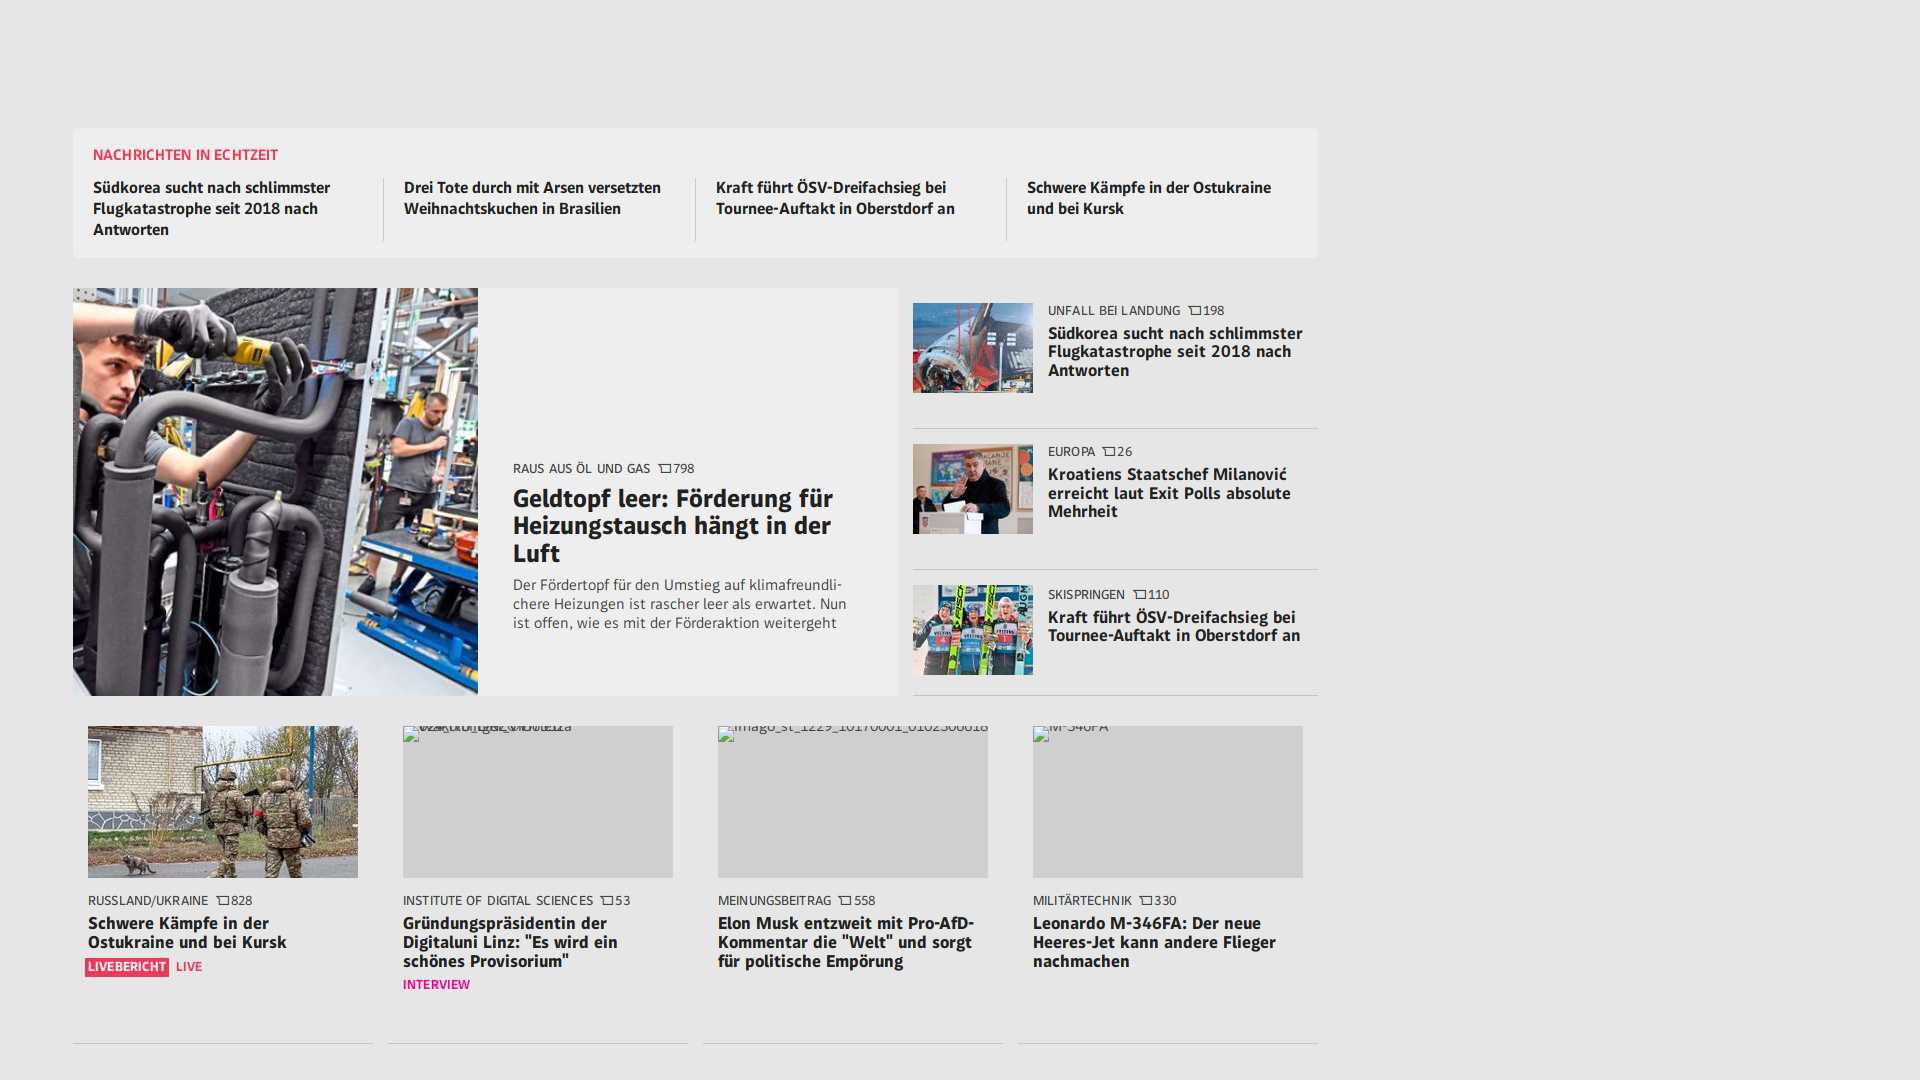 NACHRICHTEN IN ECHTZEIT
Südkorea sucht nach schlimmster
Flugkatastrophe seit 2018 nach
Antworten
Drei Tote durch mit Arsen versetzten
Weihnachtskuchen in Brasilien
Kraft führt ÖSV-Dreifachsieg bei
Tournee-Auftakt in Oberstdorf an
Schwere Kämpfe in der Ostukraine
und bei Kursk
RAUS AUS ÖL UND GAS 798
Geldtopf leer: Förderung für
Heizungstausch hängt in der
Luft
Der Fördertopf für den Umstieg auf klimafreundli-
chere Heizungen ist rascher leer als erwartet. Nun
ist offen, wie es mit der Förderaktion weitergeht
UNFALL BEI LANDUNG 198
Südkorea sucht nach schlimmster
Flugkatastrophe seit 2018 nach
Antworten
EUROPA 26
Kroatiens Staatschef Milanović
erreicht laut Exit Polls absolute
Mehrheit
SKISPRINGEN 110
Kraft führt ÖSV-Dreifachsieg bei
Tournee-Auftakt in Oberstdorf an
RUSSLAND/UKRAINE 828
Schwere Kämpfe in der
Ostukraine und bei Kursk
LIVEBERICHT LIVE
INSTITUTE OF DIGITAL SCIENCES 53
Gründungspräsidentin der
Digitaluni Linz: "Es wird ein
schönes Provisorium"
INTERVIEW
imago_st_1229_10170001_0102306618
MEINUNGSBEITRAG 558
Elon Musk entzweit mit Pro-AfD-
Kommentar die "Welt" und sorgt
für politische Empörung
M-346FA
MILITÄRTECHNIK 330
Leonardo M-346FA: Der neue
Heeres-Jet kann andere Flieger
nachmachen